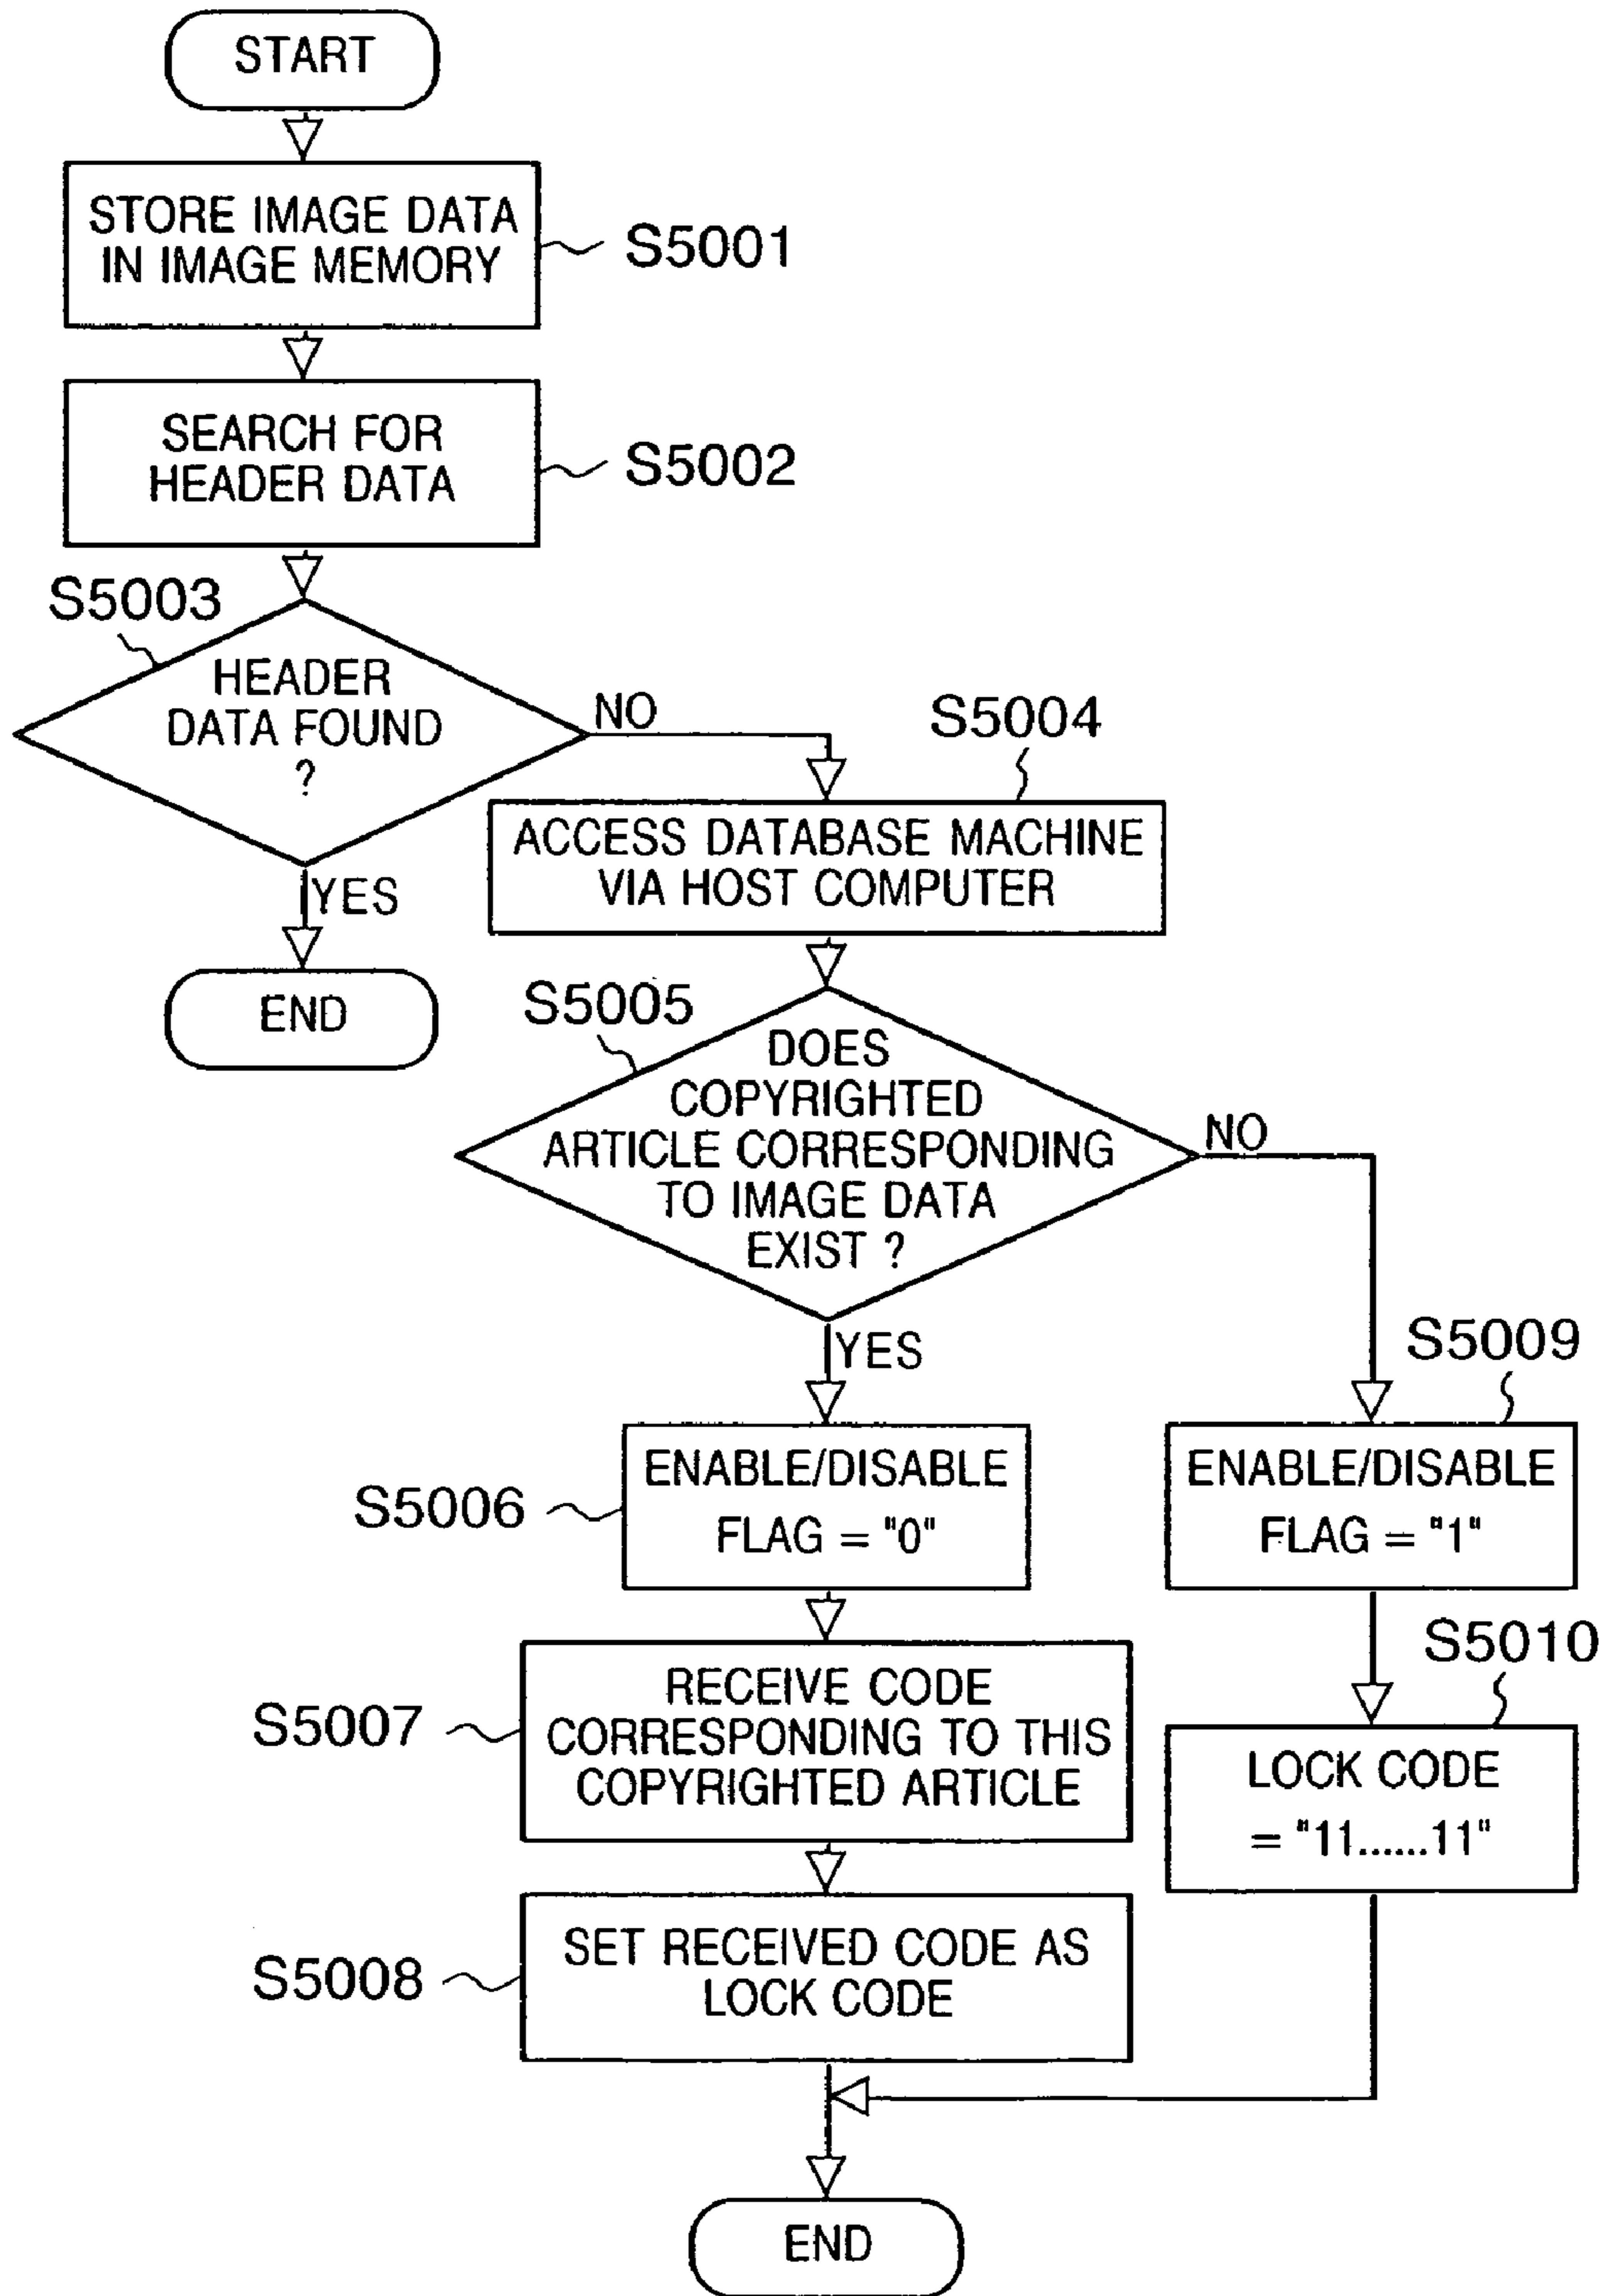 START
STORE IMAGE DATA
IN IMAGE MEMORY
S5001
SEARCH FOR
HEADER DATA
S5002
S5003
HEADER
DATA FOUND
?
NO
YES
END
S5004
ACCESS DATABASE MACHINE
VIA HOST COMPUTER
S5005
DOES
COPYRIGHTED
ARTICLE CORRESPONDING
TO IMAGE DATA
EXIST ?
NO
YES
S5006
ENABLE/DISABLE
FLAG = "0"
S5009
ENABLE/DISABLE
FLAG = "1"
S5007
RECEIVE CODE
CORRESPONDING TO THIS
COPYRIGHTED ARTICLE
S5010
LOCK CODE
= "11......11"
S5008
SET RECEIVED CODE AS
LOCK CODE
END